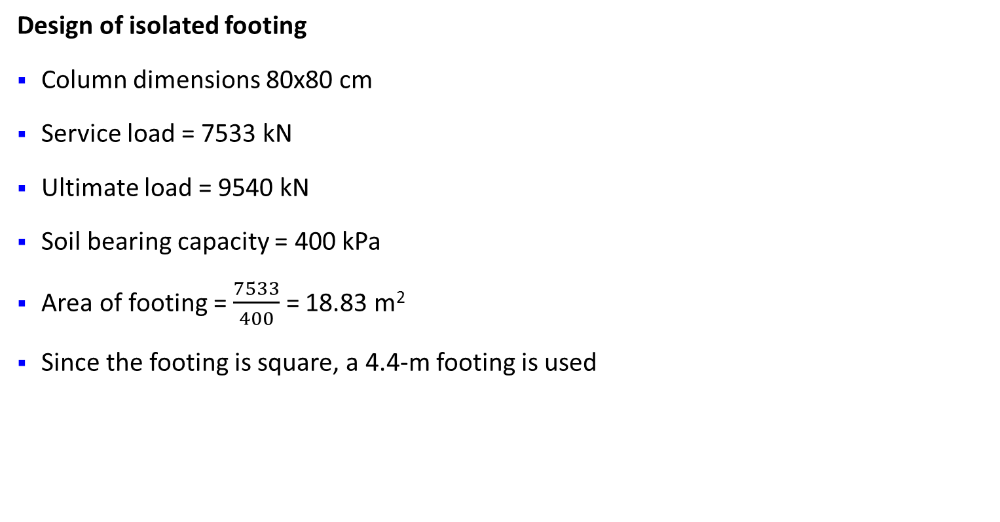 Design of isolated footing
▪ Column dimensions 80x80 cm
▪ Service load = 7533 kN
▪ Ultimate load = 9540 kN
▪ Soil bearing capacity = 400 kPa
▪ Area of footing = 7533/400 = 18.83 m²
▪ Since the footing is square, a 4.4-m footing is used